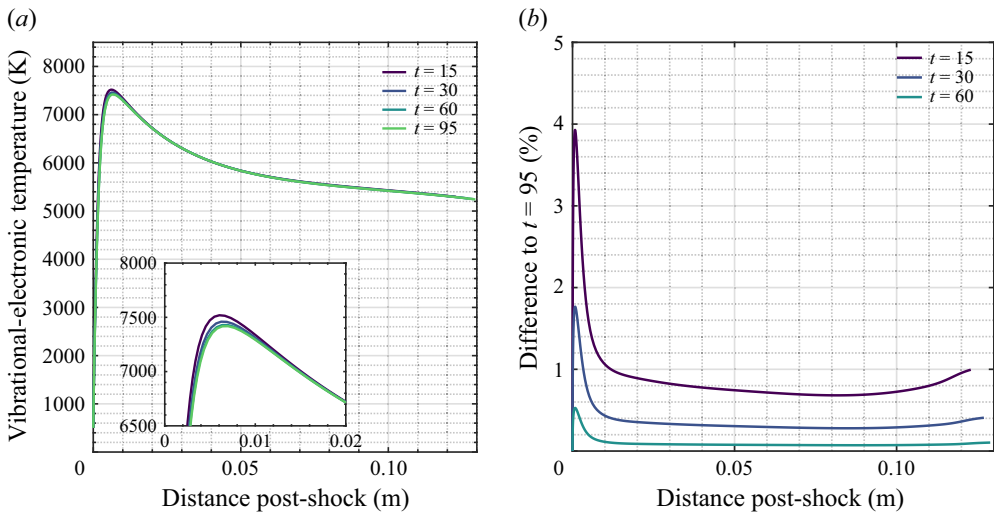 (a)
Vibrational-electronic temperature (K)
8000
7000
6000
5000
4000
3000
2000
1000
0
0.05
0.10
Distance post-shock (m)
t = 15
t = 30
t = 60
t = 95
8000
7500
7000
6500
0
0.01
0.02
(b)
Difference to t = 95 (%)
5
4
3
2
1
0
0.05
0.10
Distance post-shock (m)
t = 15
t = 30
t = 60